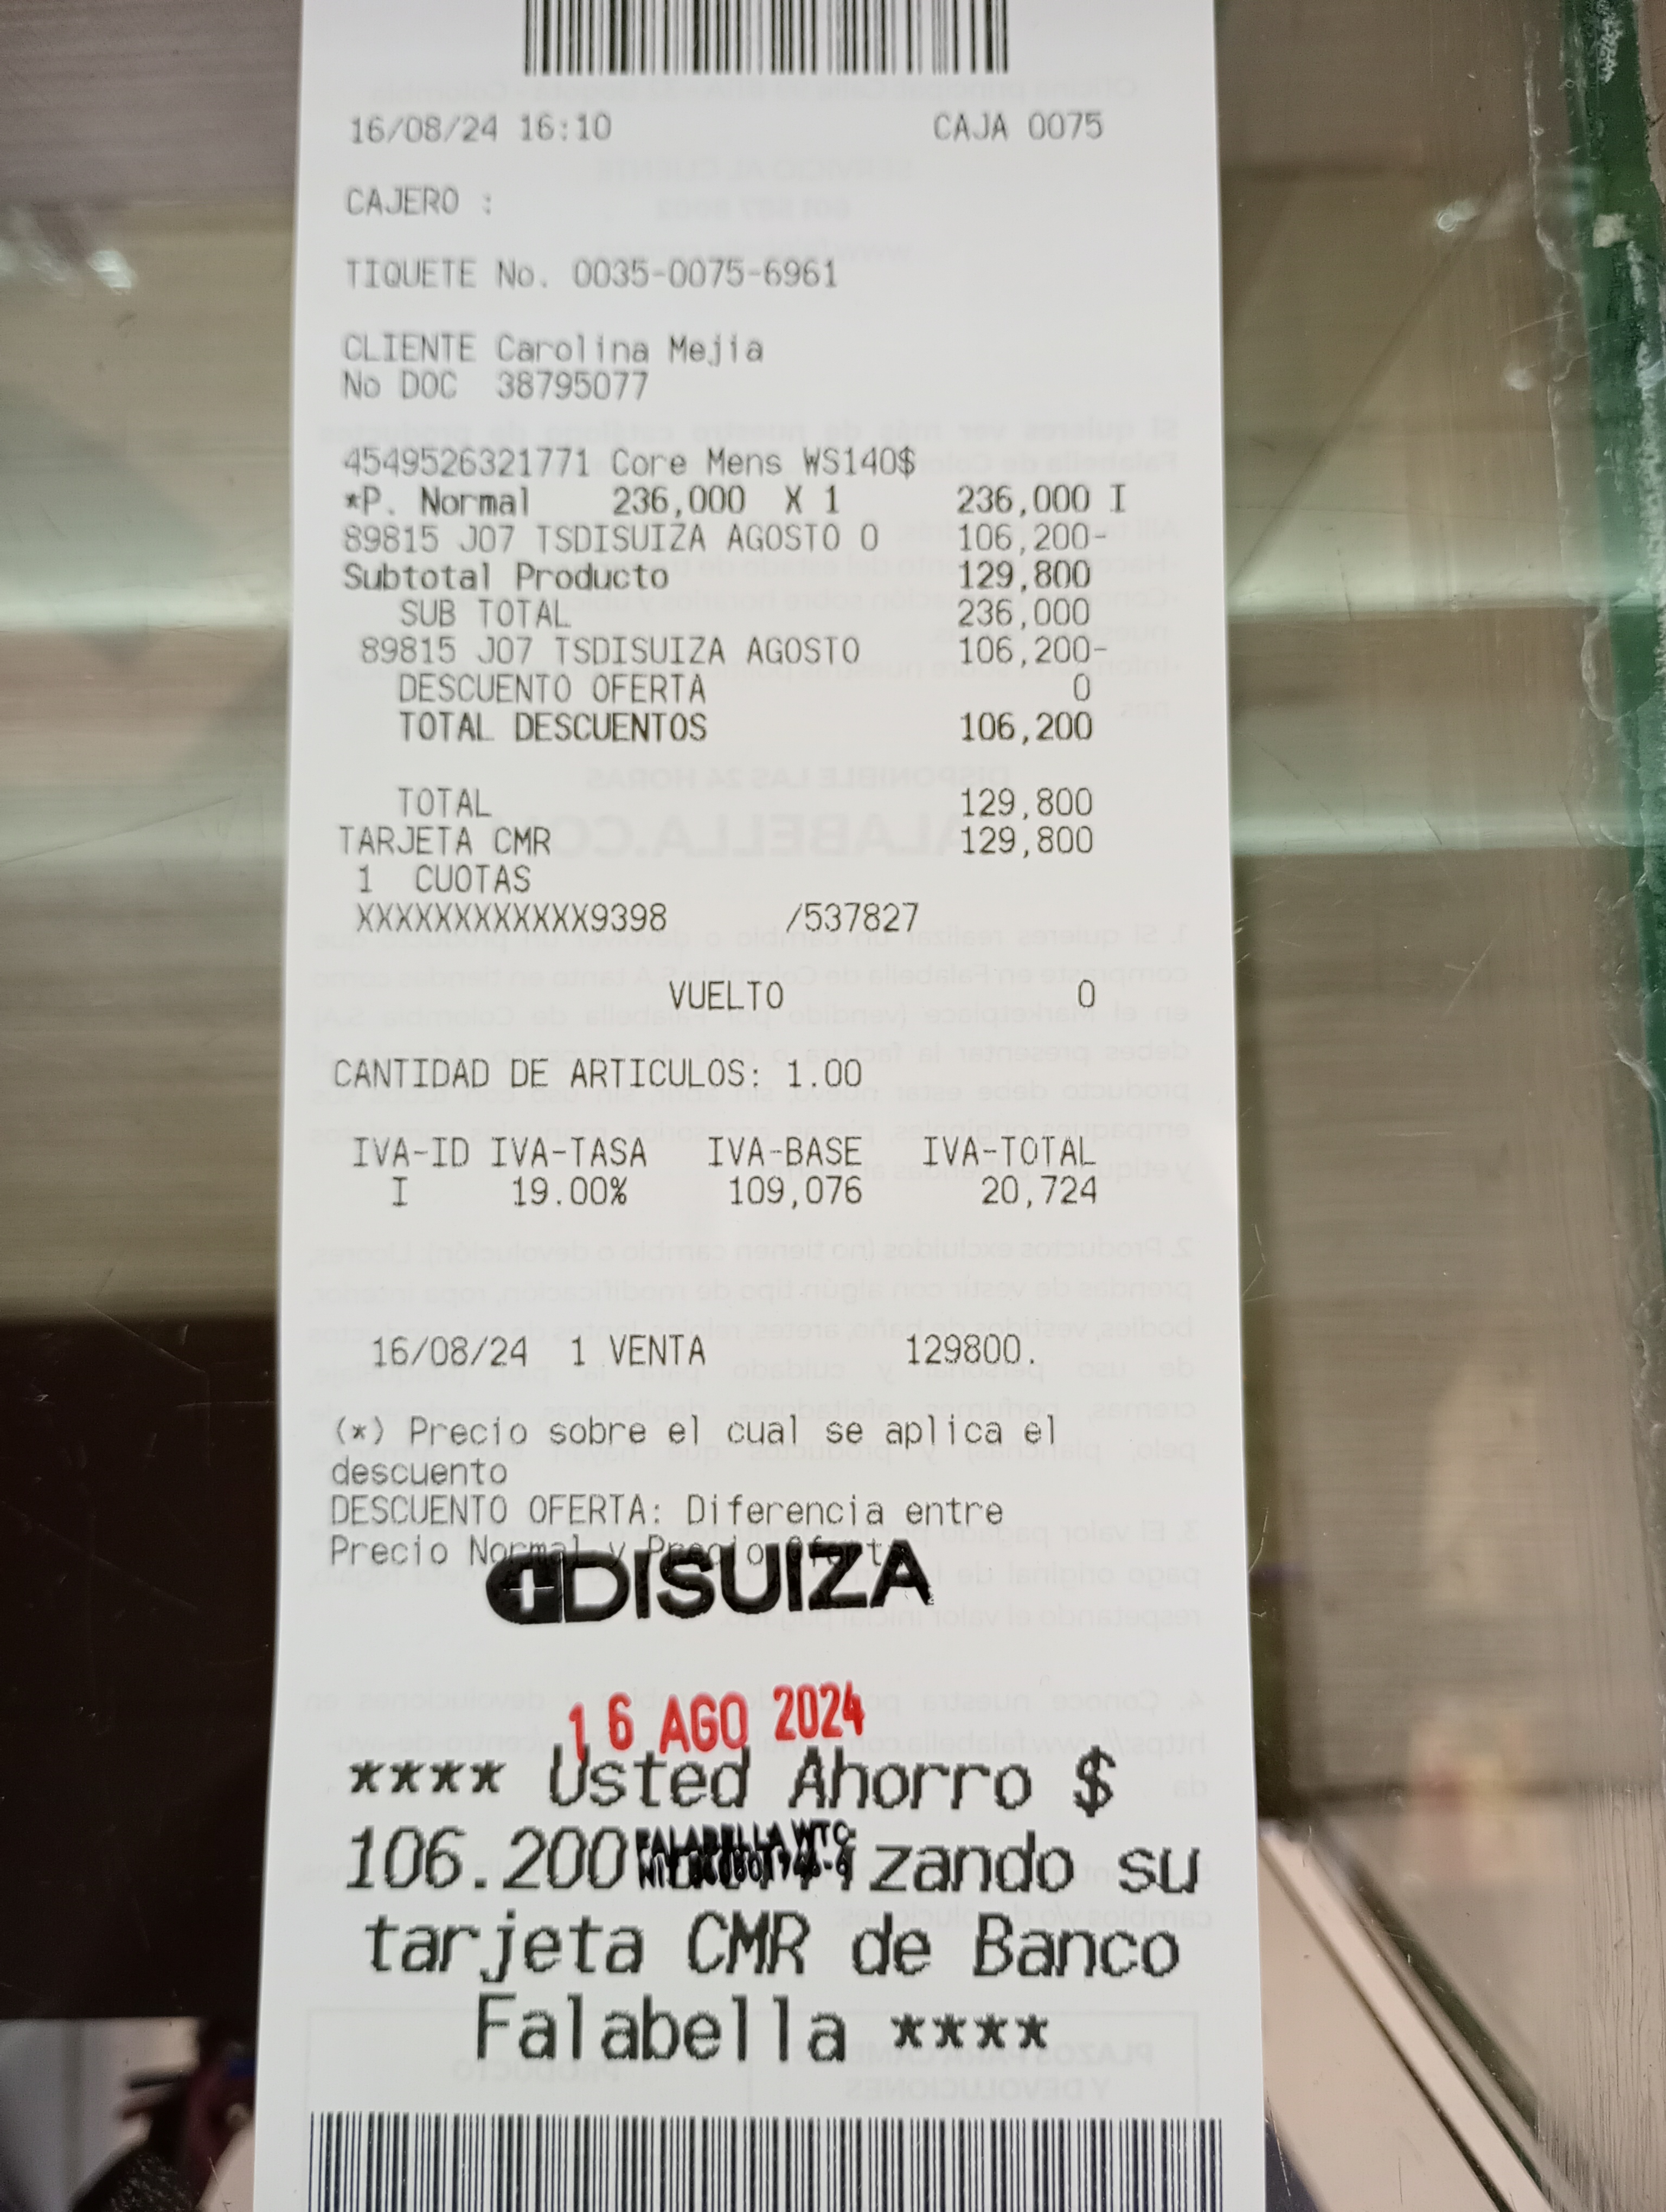 16/08/24 16:10 CAJA 0075
CAJERO :
TIQUETE No. 0035-0075-6961
CLIENTE Carolina Mejia
No DOC 38795077
4549526321771 Core Mens WS140$
*P. Normal 236,000 X 1 236,000 I
89815 J07 TSDISUIZA AGOSTO 0 106,200-
Subtotal Producto 129,800
SUB TOTAL 236,000
89815 J07 TSDISUIZA AGOSTO 106,200-
DESCUENTO OFERTA 0
TOTAL DESCUENTOS 106,200
TOTAL 129,800
TARJETA CMR 129,800
1 CUOTAS
XXXXXXXXXXXX9398 /537827
VUELTO 0
CANTIDAD DE ARTICULOS: 1.00
IVA-ID IVA-TASA IVA-BASE IVA-TOTAL
I 19.00% 109,076 20,724
16/08/24 1 VENTA 129800.
(*) Precio sobre el cual se aplica el
descuento
DESCUENTO OFERTA: Diferencia entre
Precio Normal y Precio Ofert
DISUIZA
16 AGO 2024
**** Usted Ahorro $
106.200 zando su
FALABELLA WTC
tarjeta CMR de Banco
Falabella ****